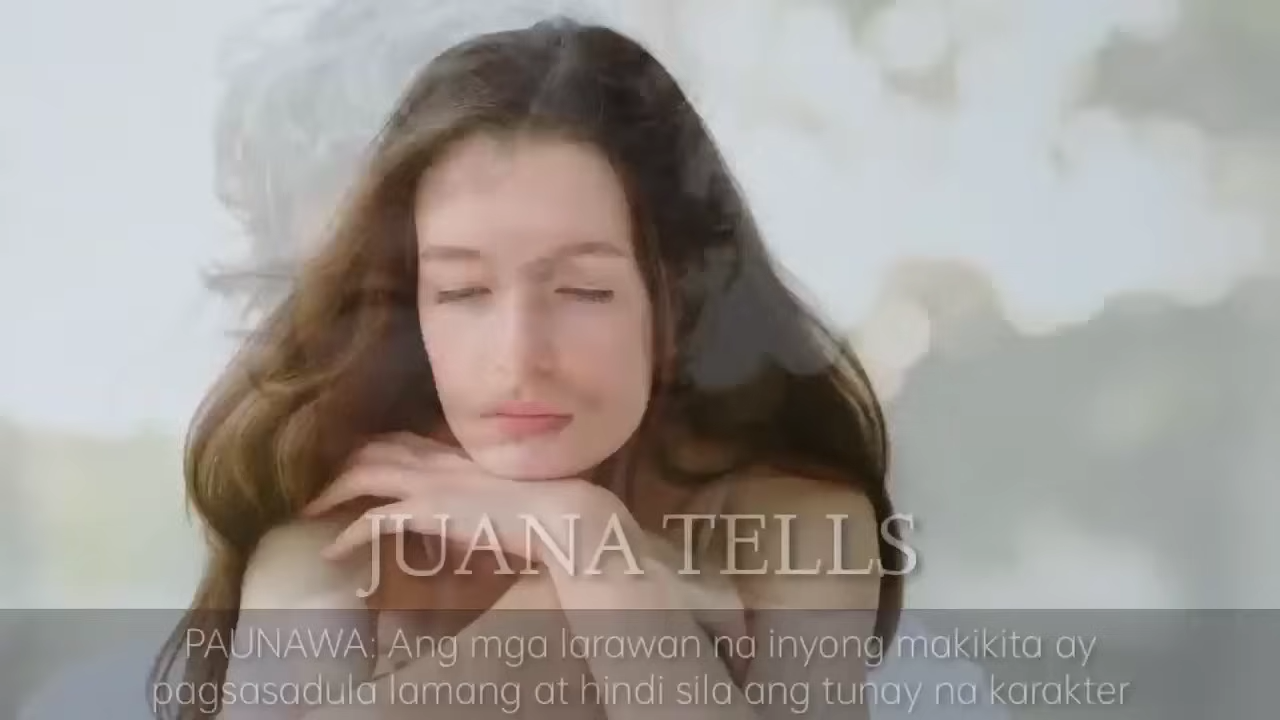 JUANA TELLS
PAUNAWA: Ang mga larawan na inyong makikita ay
pagsasadula lamang at hindi sila ang tunay na karakter